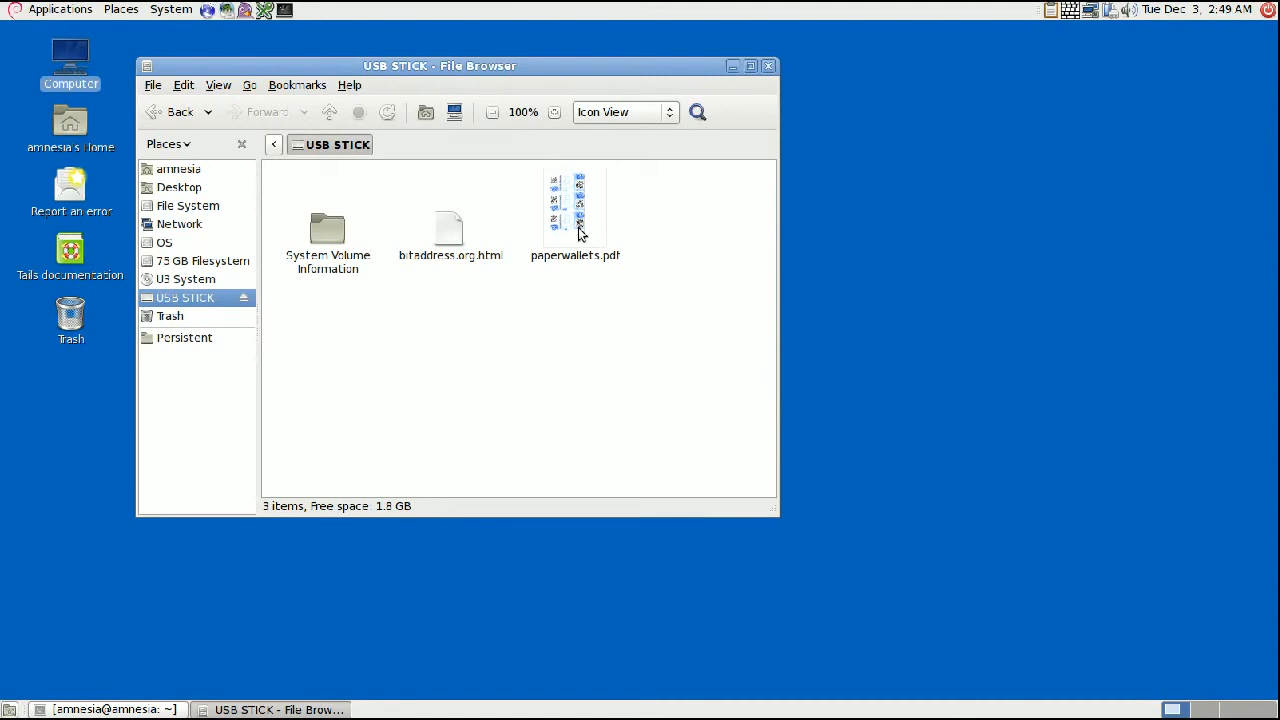 Applications Places System
Tue Dec 3, 2:49 AM
Computer
amnesia's Home
Report an error
Tails documentation
Trash
USB STICK - File Browser
File Edit View Go Bookmarks Help
Back Forward 100% Icon View
Places USB STICK
amnesia
Desktop
File System
Network
OS
75 GB Filesystem
U3 System
USB STICK
Trash
Persistent
System Volume
Information
bitaddress.org.html
paperwallets.pdf
3 items, Free space: 1.8 GB
[amnesia@amnesia: ~]
USB STICK - File Brow...